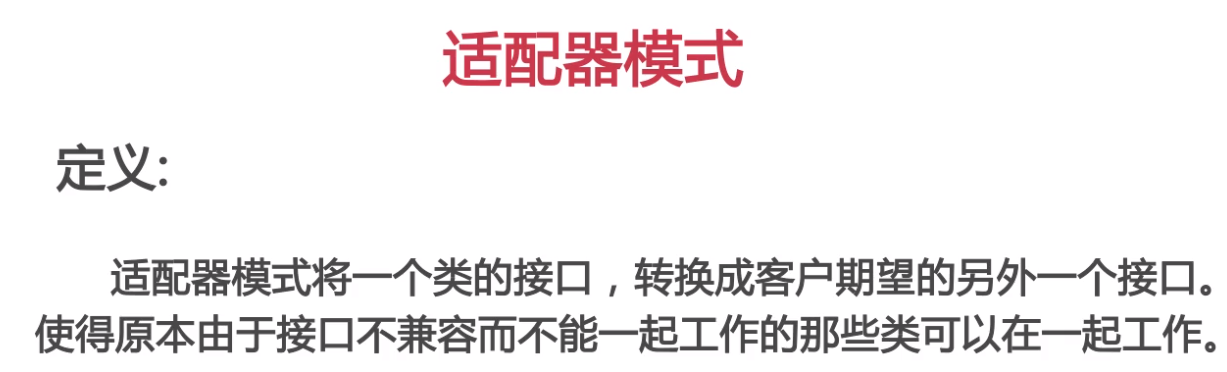 适配器模式
定义:
适配器模式将一个类的接口，转换成客户期望的另外一个接口。
使得原本由于接口不兼容而不能一起工作的那些类可以在一起工作。